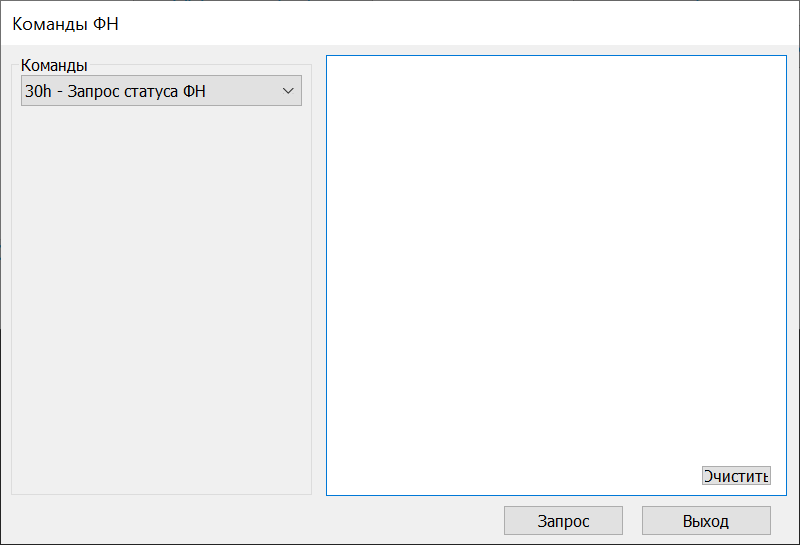 Команды ФН
Команды
30h - Запрос статуса ФН
Очистить
Запрос
Выход